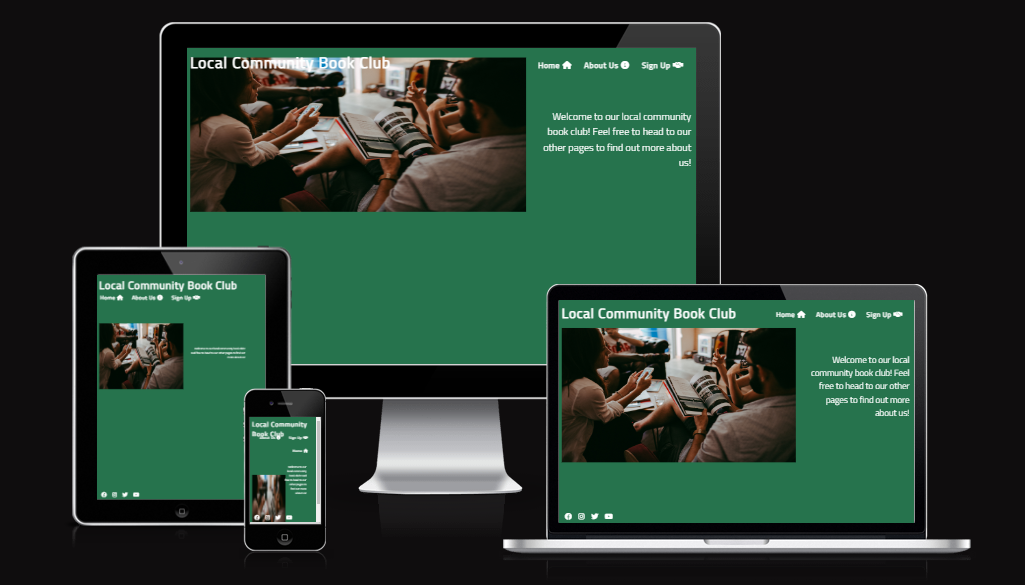 Local Community Book Club
Home
About Us
Sign Up
Welcome to our local community
book club! Feel free to head to our
other pages to find out more about
us!
Local Community Book Club
Home
About Us
Sign Up
Local Community
Book Club
About Us
Sign Up
Home
Local Community Book Club
Home
About Us
Sign Up
Welcome to our local
community book club! Feel
free to head to our other
pages to find out more
about us!